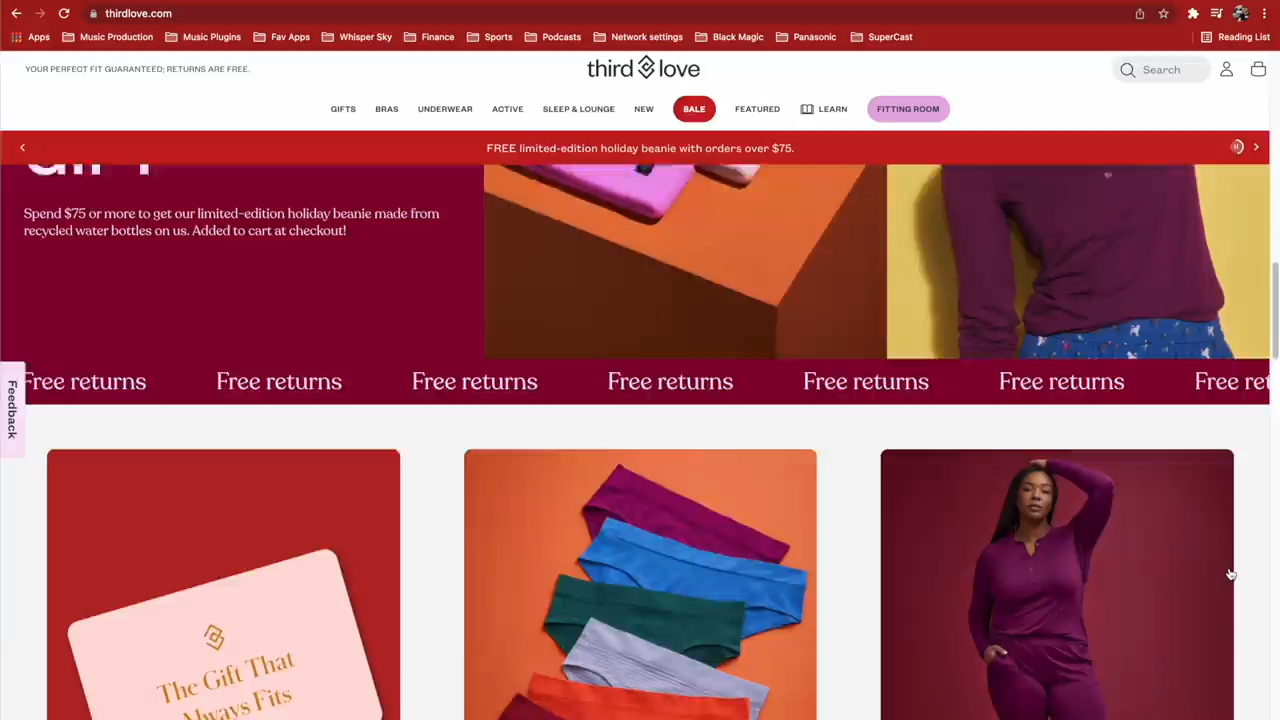 thirdlove.com
Apps Music Production Music Plugins Fav Apps Whisper Sky Finance Sports Podcasts Network settings Black Magic Panasonic SuperCast Reading List
YOUR PERFECT FIT GUARANTEED; RETURNS ARE FREE.
third love
Search
GIFTS BRAS UNDERWEAR ACTIVE SLEEP & LOUNGE NEW SALE FEATURED LEARN FITTING ROOM
FREE limited-edition holiday beanie with orders over $75.
Spend $75 or more to get our limited-edition holiday beanie made from
recycled water bottles on us. Added to cart at checkout!
Free returns Free returns Free returns Free returns Free returns Free returns Free ret
Feedback
The Gift That
Always Fits